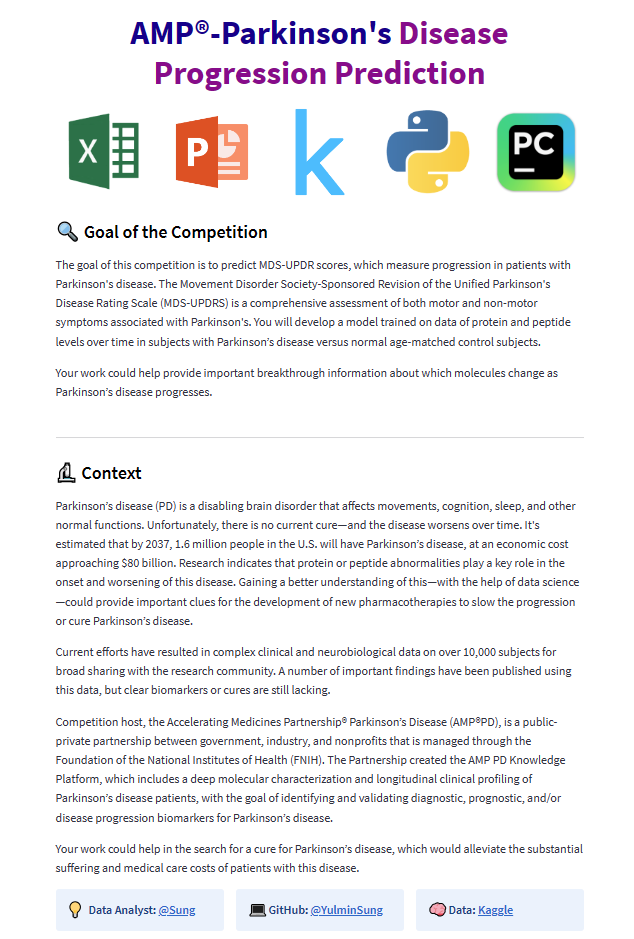 AMP®-Parkinson's Disease
Progression Prediction
X
P
k
PC
Goal of the Competition
The goal of this competition is to predict MDS-UPDR scores, which measure progression in patients with
Parkinson's disease. The Movement Disorder Society-Sponsored Revision of the Unified Parkinson's
Disease Rating Scale (MDS-UPDRS) is a comprehensive assessment of both motor and non-motor
symptoms associated with Parkinson's. You will develop a model trained on data of protein and peptide
levels over time in subjects with Parkinson’s disease versus normal age-matched control subjects.
Your work could help provide important breakthrough information about which molecules change as
Parkinson’s disease progresses.
Context
Parkinson’s disease (PD) is a disabling brain disorder that affects movements, cognition, sleep, and other
normal functions. Unfortunately, there is no current cure—and the disease worsens over time. It's
estimated that by 2037, 1.6 million people in the U.S. will have Parkinson’s disease, at an economic cost
approaching $80 billion. Research indicates that protein or peptide abnormalities play a key role in the
onset and worsening of this disease. Gaining a better understanding of this—with the help of data science
—could provide important clues for the development of new pharmacotherapies to slow the progression
or cure Parkinson’s disease.
Current efforts have resulted in complex clinical and neurobiological data on over 10,000 subjects for
broad sharing with the research community. A number of important findings have been published using
this data, but clear biomarkers or cures are still lacking.
Competition host, the Accelerating Medicines Partnership® Parkinson’s Disease (AMP®PD), is a public-
private partnership between government, industry, and nonprofits that is managed through the
Foundation of the National Institutes of Health (FNIH). The Partnership created the AMP PD Knowledge
Platform, which includes a deep molecular characterization and longitudinal clinical profiling of
Parkinson’s disease patients, with the goal of identifying and validating diagnostic, prognostic, and/or
disease progression biomarkers for Parkinson’s disease.
Your work could help in the search for a cure for Parkinson’s disease, which would alleviate the substantial
suffering and medical care costs of patients with this disease.
Data Analyst: @Sung
GitHub: @YulminSung
Data: Kaggle